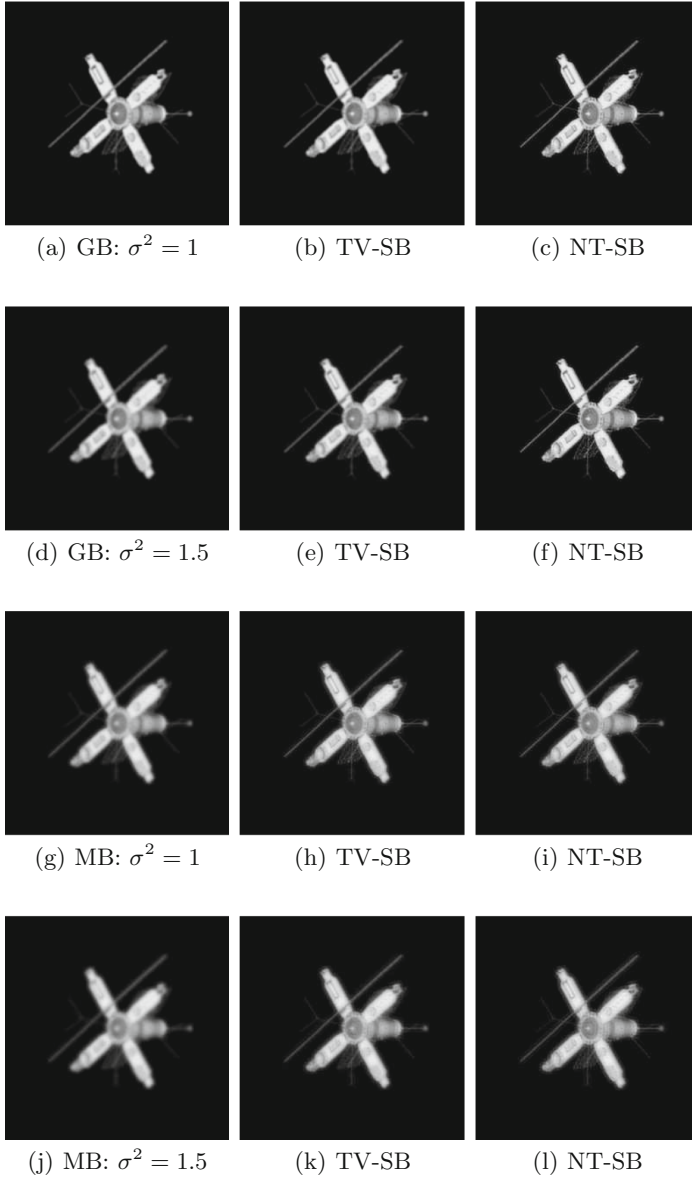 (a) GB: σ² = 1 (b) TV-SB (c) NT-SB
(d) GB: σ² = 1.5 (e) TV-SB (f) NT-SB
(g) MB: σ² = 1 (h) TV-SB (i) NT-SB
(j) MB: σ² = 1.5 (k) TV-SB (l) NT-SB